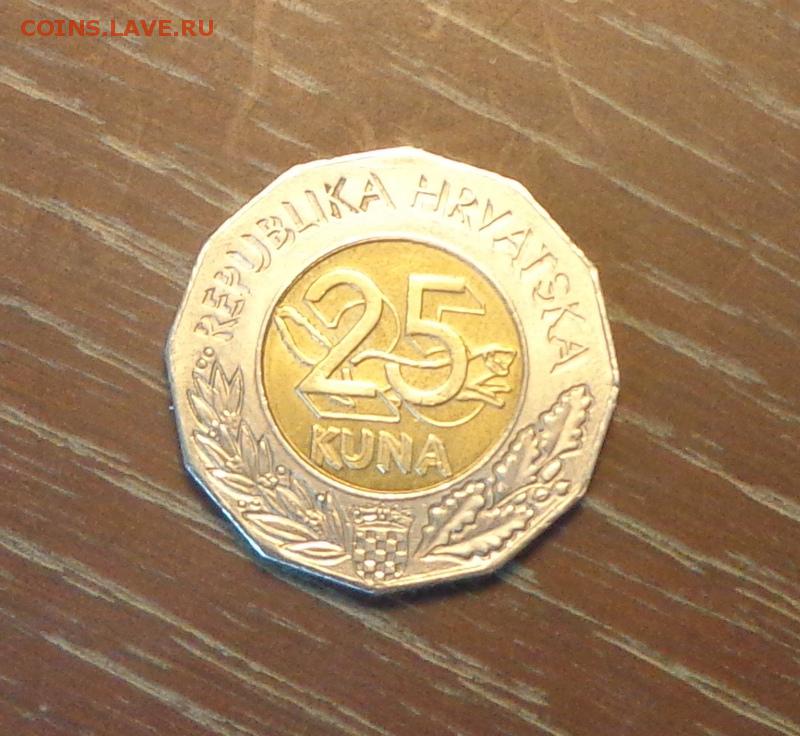 COINS.LAVE.RU
REPUBLIKA HRVATSKA
25
KUNA